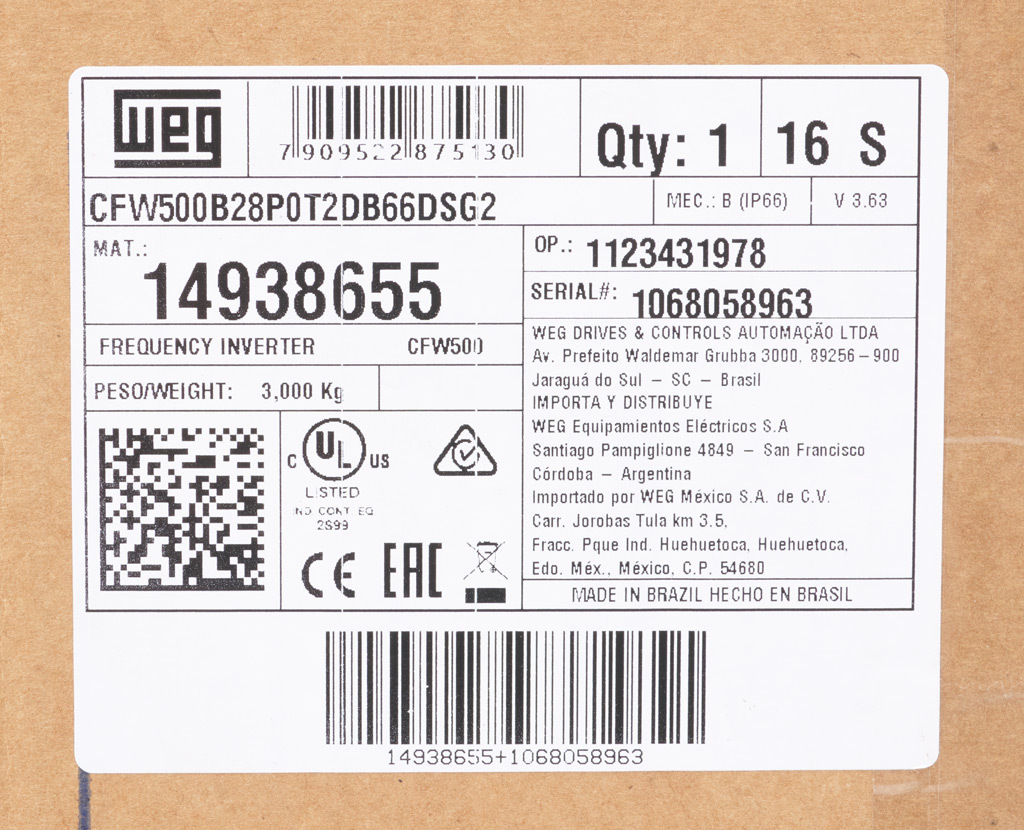 WEG
7 909522 875130
Qty: 1
16 S
CFW500B28P0T2DB66DSG2
MEC.: B (IP66)
V 3.63
MAT.:
14938655
OP.: 1123431978
SERIAL#: 1068058963
FREQUENCY INVERTER CFW500
PESO/WEIGHT: 3,000 Kg
WEG DRIVES & CONTROLS AUTOMAÇÃO LTDA
Av. Prefeito Waldemar Grubba 3000, 89256-900
Jaraguá do Sul - SC - Brasil
IMPORTA Y DISTRIBUYE
WEG Equipamientos Eléctricos S.A
Santiago Pampiglione 4849 - San Francisco
Córdoba - Argentina
Importado por WEG México S.A. de C.V.
Carr. Jorobas Tula km 3.5,
Fracc. Pque Ind. Huehuetoca, Huehuetoca,
Edo. Méx., México, C.P. 54680
MADE IN BRAZIL HECHO EN BRASIL
C UL US
LISTED
IND CONT EQ
2S99
CE EAC
14938655+1068058963